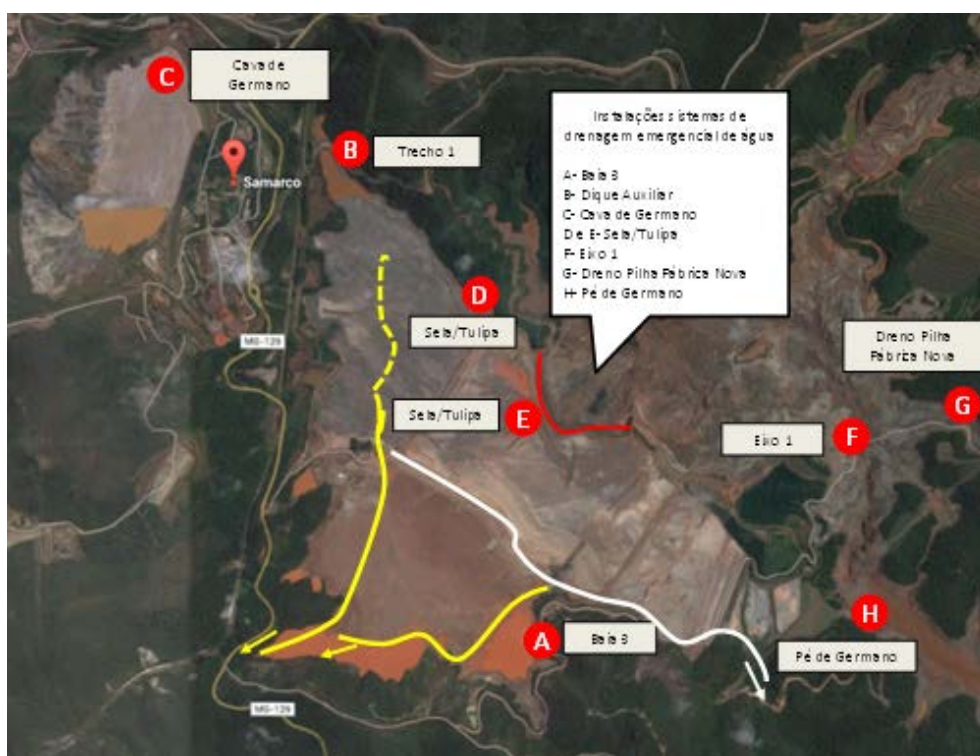 C
Cava de
Germano
B
Trecho 1
Samarco
Instalações sistemas de
drenagem emergencial de água
A- Baia 3
B- Dique Auxiliar
C- Cava de Germano
D e E- Sela/Tulipa
F- Eixo 1
G- Dreno Pilha Fábrica Nova
H- Pé de Germano
D
Sela/Tulipa
MG-129
Dreno Pilha
Fábrica Nova
G
Sela/Tulipa
E
Eixo 1
F
H
A
Baía 3
Pé de Germano
MG-129